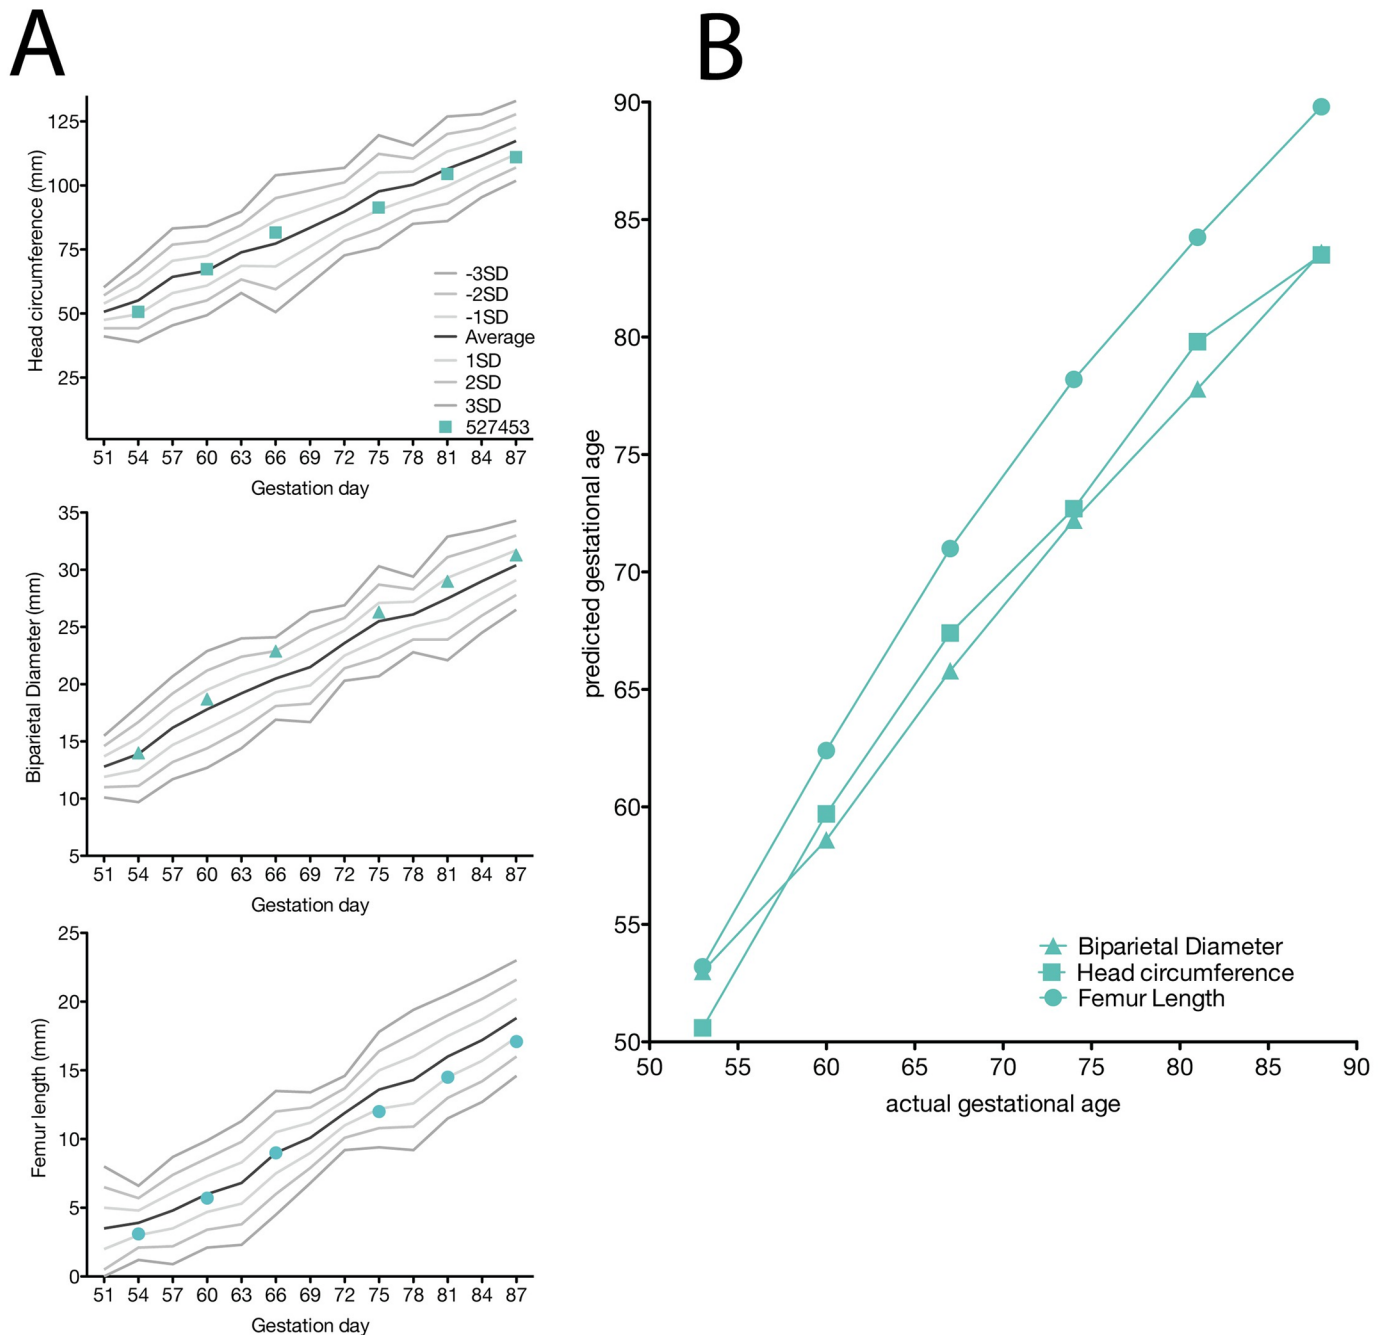 A
B
Head circumference (mm)
125
100
75
50
25
-3SD
-2SD
-1SD
Average
1SD
2SD
3SD
527453
51 54 57 60 63 66 69 72 75 78 81 84 87
Gestation day
Biparietal Diameter (mm)
35
30
25
20
15
10
5
51 54 57 60 63 66 69 72 75 78 81 84 87
Gestation day
Femur length (mm)
25
20
15
10
5
0
51 54 57 60 63 66 69 72 75 78 81 84 87
Gestation day
predicted gestational age
90
85
80
75
70
65
60
55
50
Biparietal Diameter
Head circumference
Femur Length
50 55 60 65 70 75 80 85 90
actual gestational age